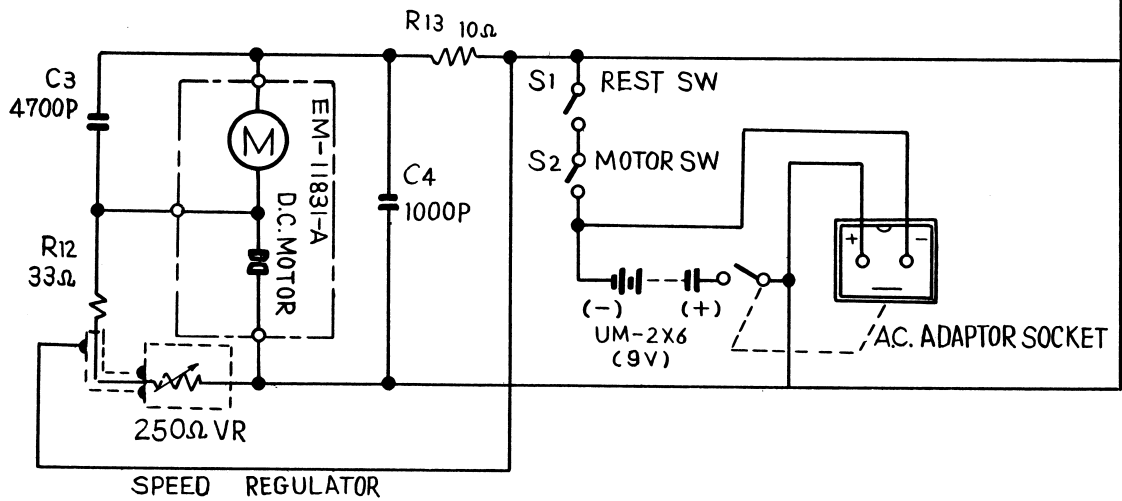 R13 10Ω
C3
4700P
S1 REST SW
EM-11831-A
M
S2 MOTOR SW
C4
1000P
D.C. MOTOR
R12
33Ω
+ -
(-) (+)
UM-2X6
(9V)
A.C. ADAPTOR SOCKET
250Ω VR
SPEED REGULATOR